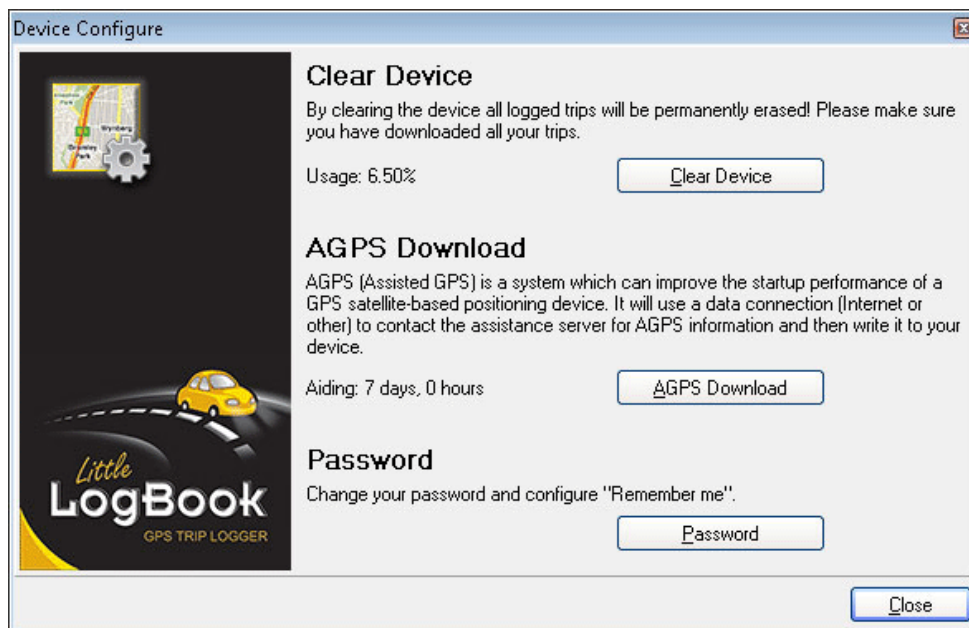 Device Configure
Clear Device
By clearing the device all logged trips will be permanently erased! Please make sure
you have downloaded all your trips.
Usage: 6.50%
Clear Device
AGPS Download
AGPS (Assisted GPS) is a system which can improve the startup performance of a
GPS satellite-based positioning device. It will use a data connection (Internet or
other) to contact the assistance server for AGPS information and then write it to your
device.
Aiding: 7 days, 0 hours
AGPS Download
Password
Change your password and configure "Remember me".
Password
Close
Park
Wynberg
Park
Little
LogBook
GPS TRIP LOGGER